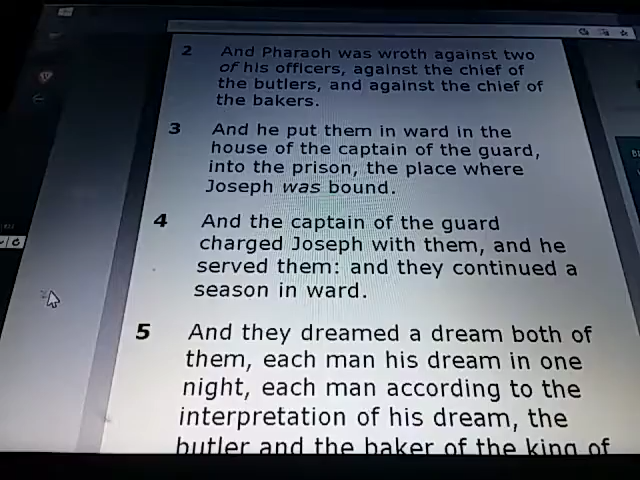 2 And Pharaoh was wroth against two
of his officers, against the chief of
the butlers, and against the chief of
the bakers.
3 And he put them in ward in the
house of the captain of the guard,
into the prison, the place where
Joseph was bound.
4 And the captain of the guard
charged Joseph with them, and he
served them: and they continued a
season in ward.
5 And they dreamed a dream both of
them, each man his dream in one
night, each man according to the
interpretation of his dream, the
butler and the baker of the king of